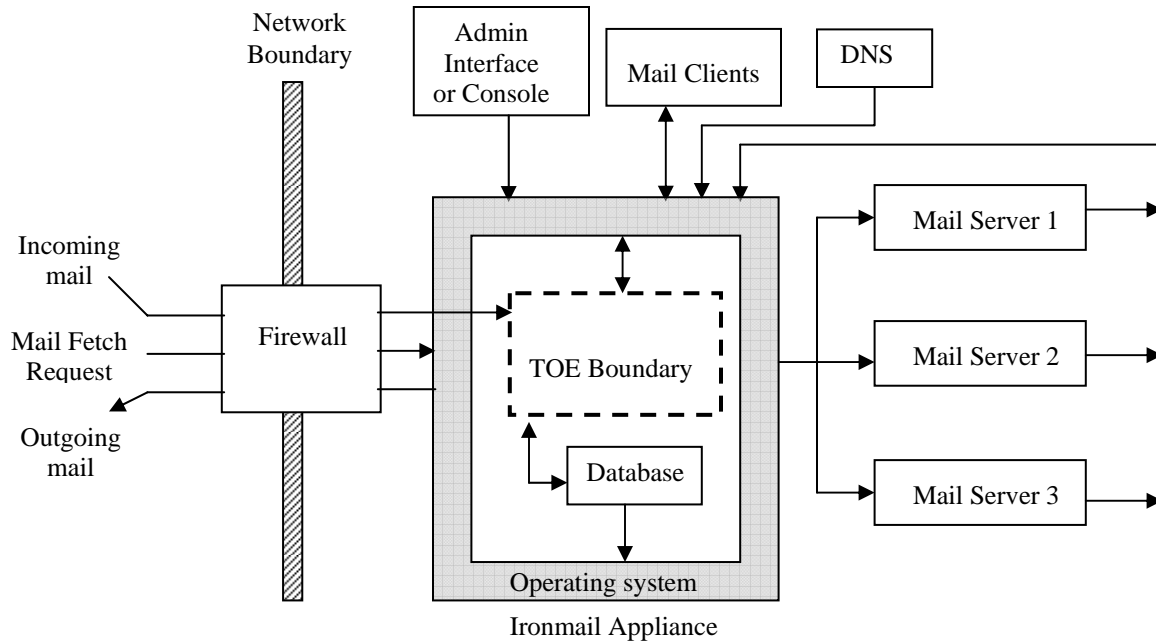 Network
Boundary
Admin
Interface
or Console
Mail Clients
DNS
Incoming
mail
Mail Fetch
Request
Outgoing
mail
Firewall
TOE Boundary
Database
Operating system
Ironmail Appliance
Mail Server 1
Mail Server 2
Mail Server 3